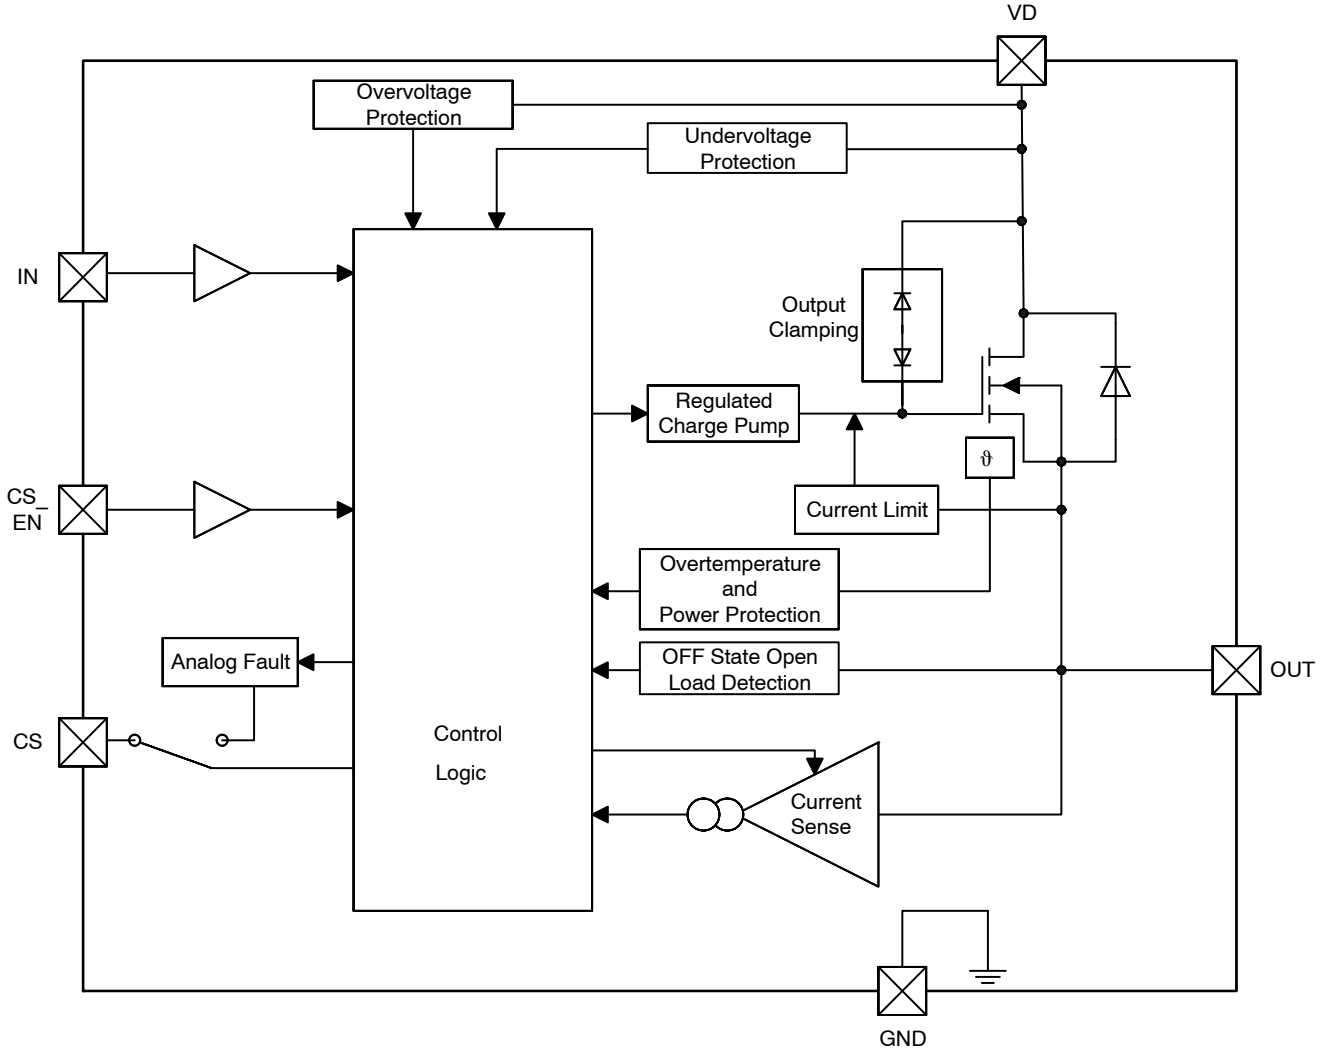 VD
Overvoltage
Protection
Undervoltage
Protection
IN
Output
Clamping
Regulated
Charge Pump
ϑ
CS_
EN
Current Limit
Overtemperature
and
Power Protection
Analog Fault
OFF State Open
Load Detection
OUT
CS
Control
Logic
Current
Sense
GND